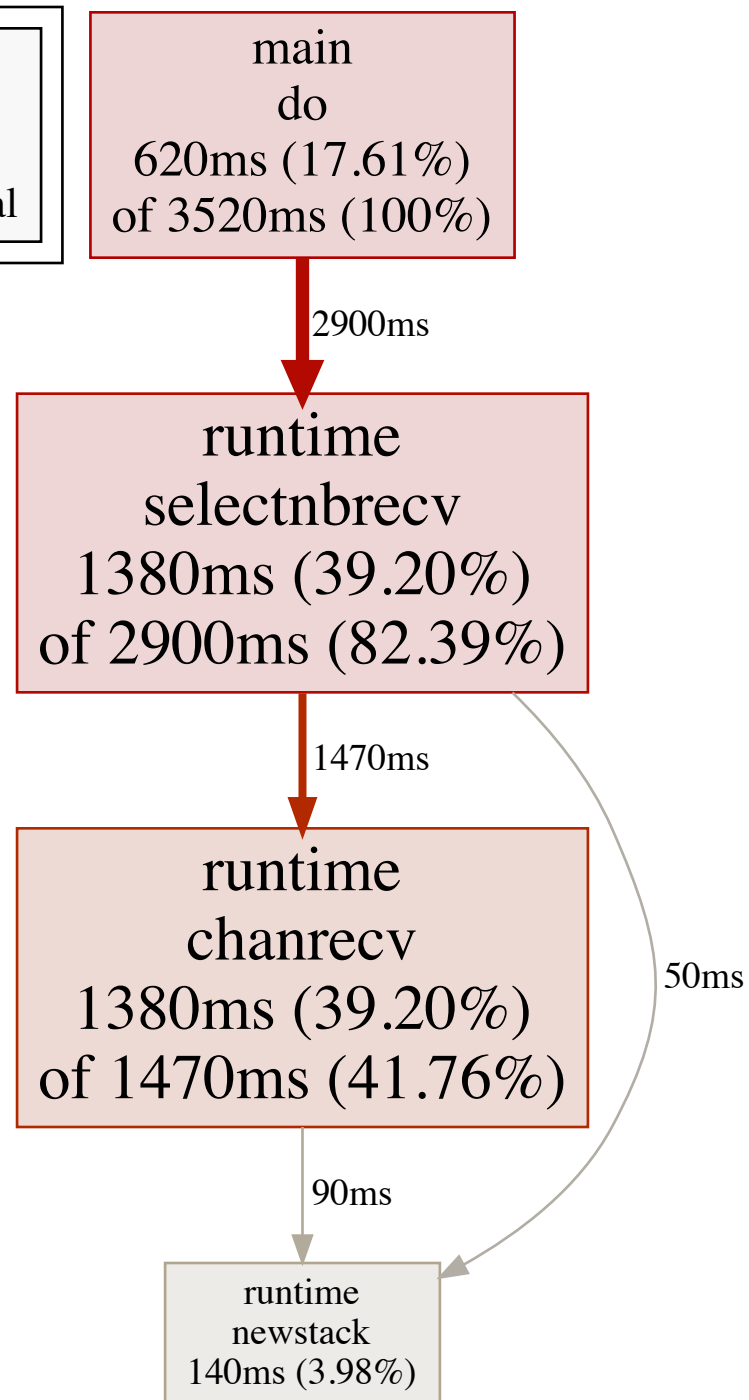 main
do
620ms (17.61%)
of 3520ms (100%)
2900ms
runtime
selectnbrecv
1380ms (39.20%)
of 2900ms (82.39%)
1470ms
runtime
chanrecv
1380ms (39.20%)
of 1470ms (41.76%)
50ms
90ms
runtime
newstack
140ms (3.98%)